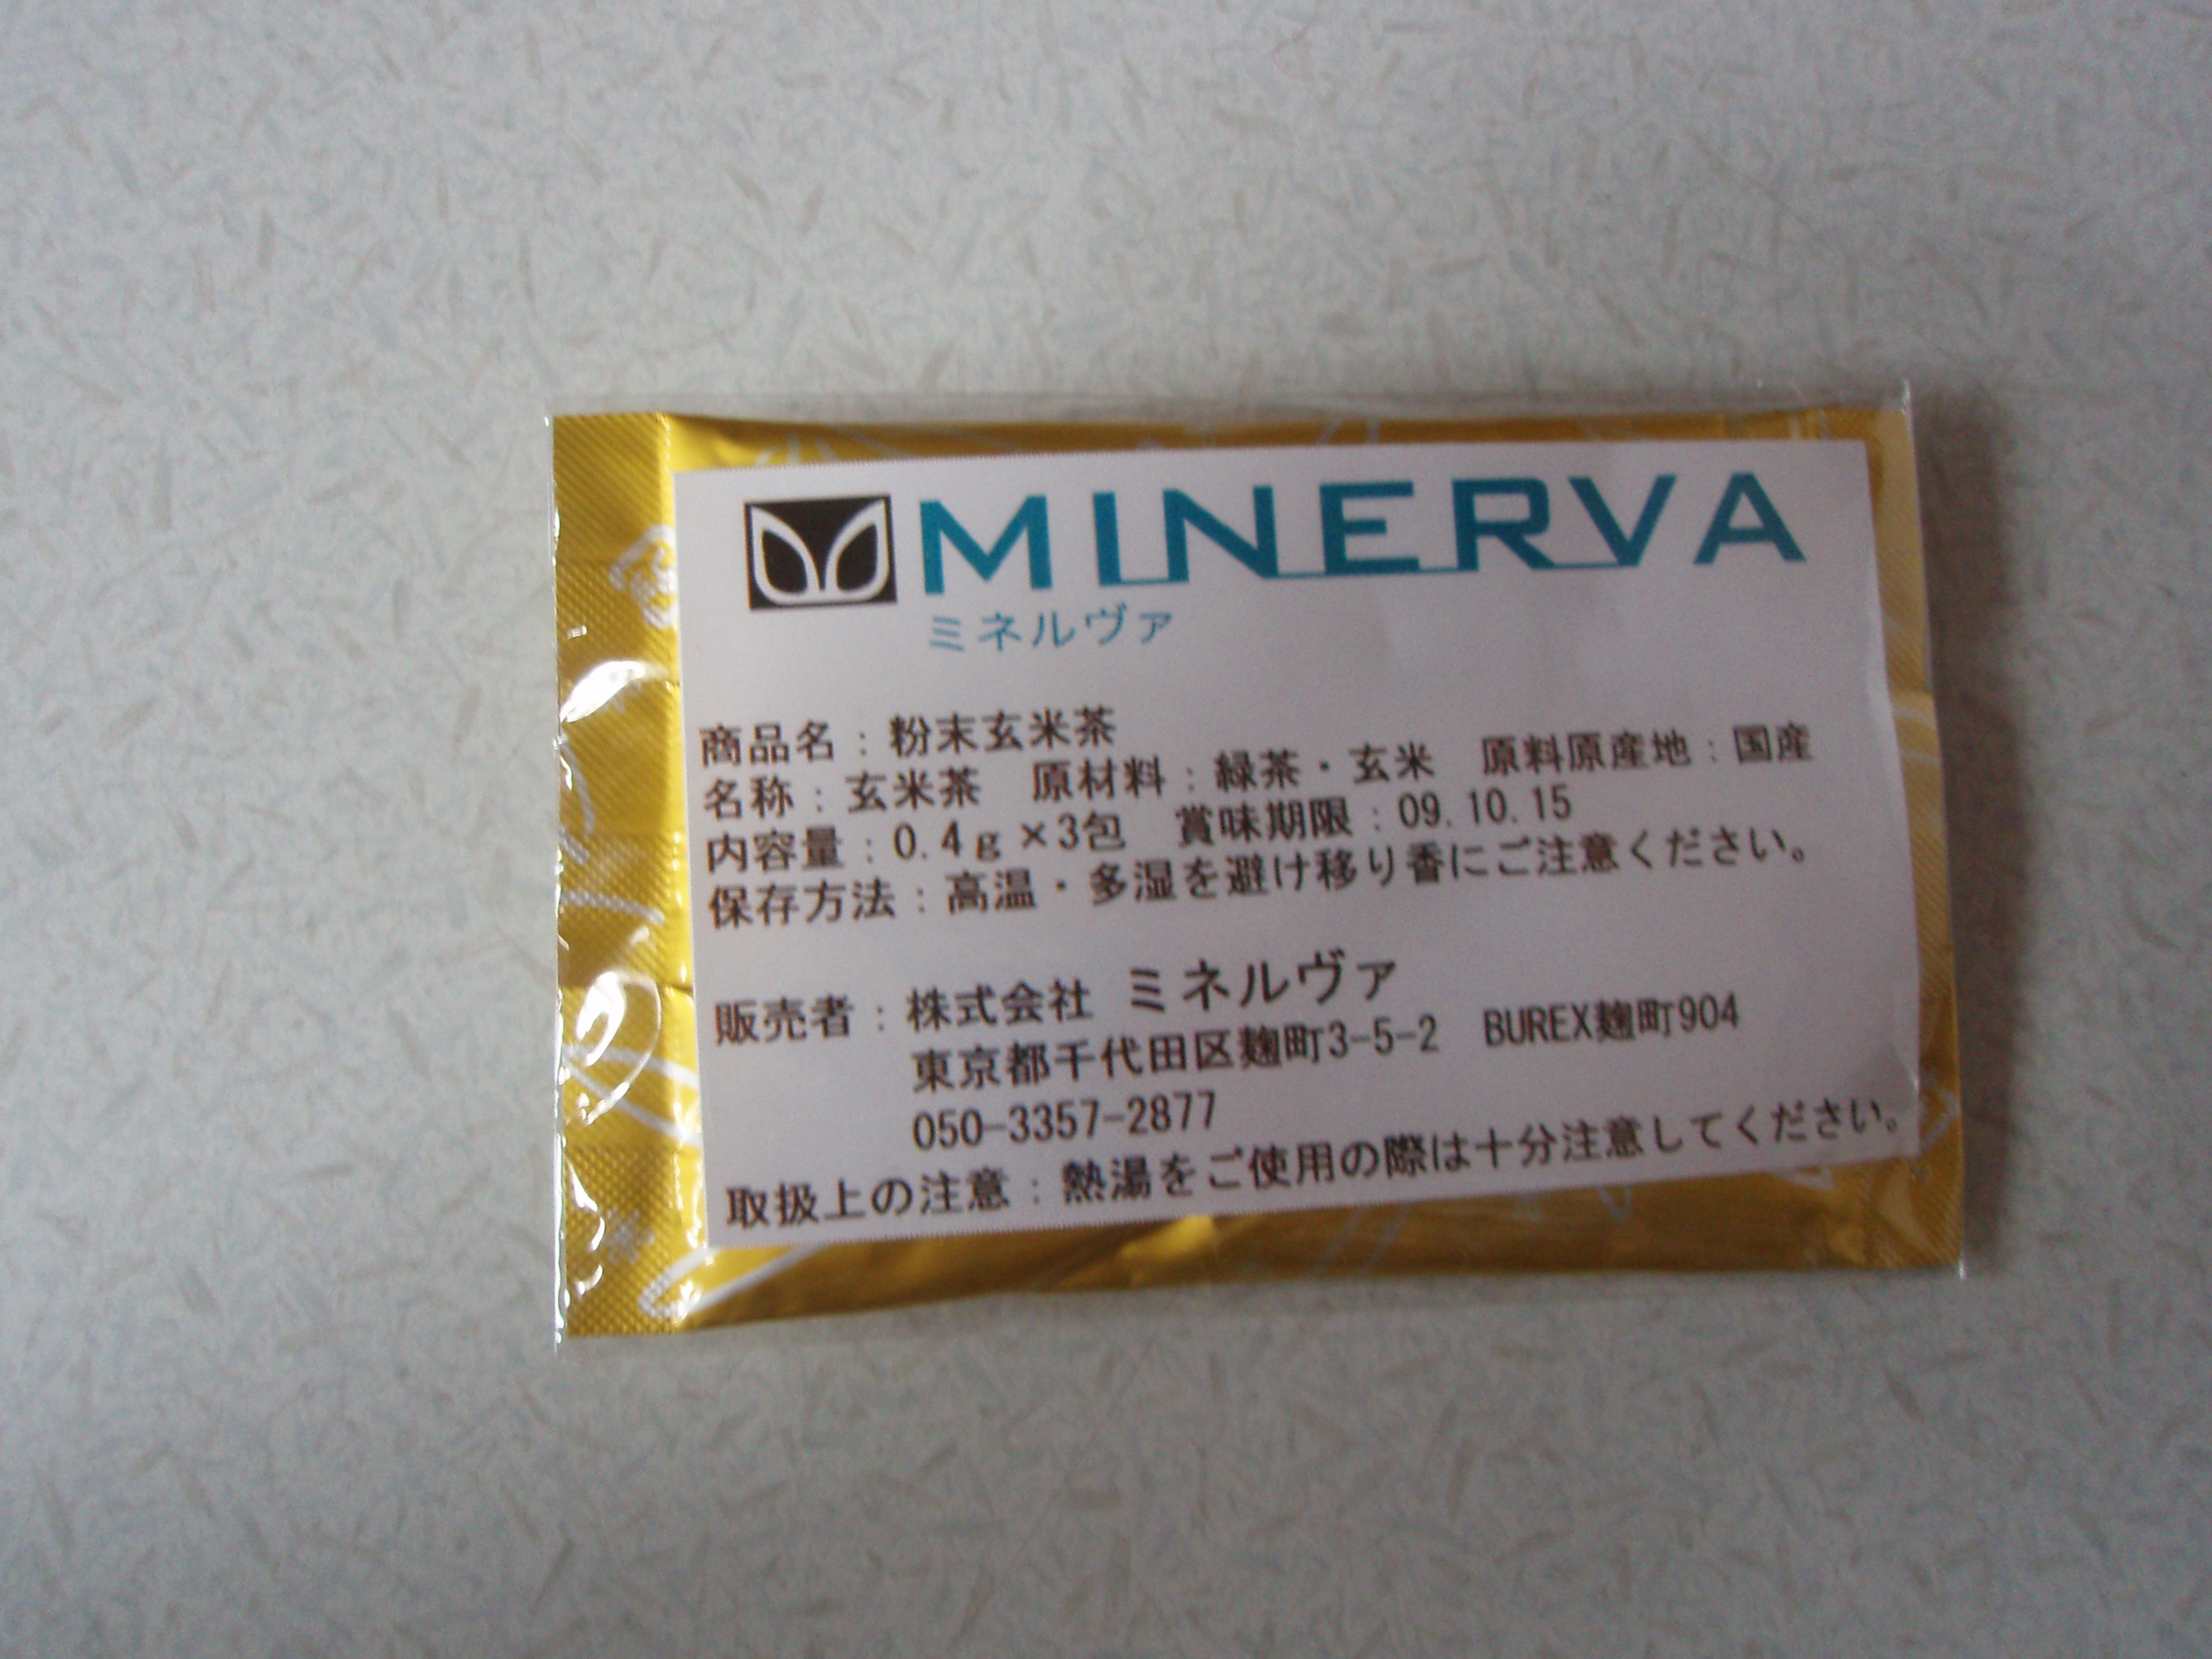 MINERVA
ミネルヴァ
商品名：粉末玄米茶
名称：玄米茶　原材料：緑茶・玄米　原料原産地：国産
内容量：0.4g×3包　賞味期限：09.10.15
保存方法：高温・多湿を避け移り香にご注意ください。
販売者：株式会社 ミネルヴァ
東京都千代田区麹町3-5-2　BUREX麹町904
050-3357-2877
取扱上の注意：熱湯をご使用の際は十分注意してください。